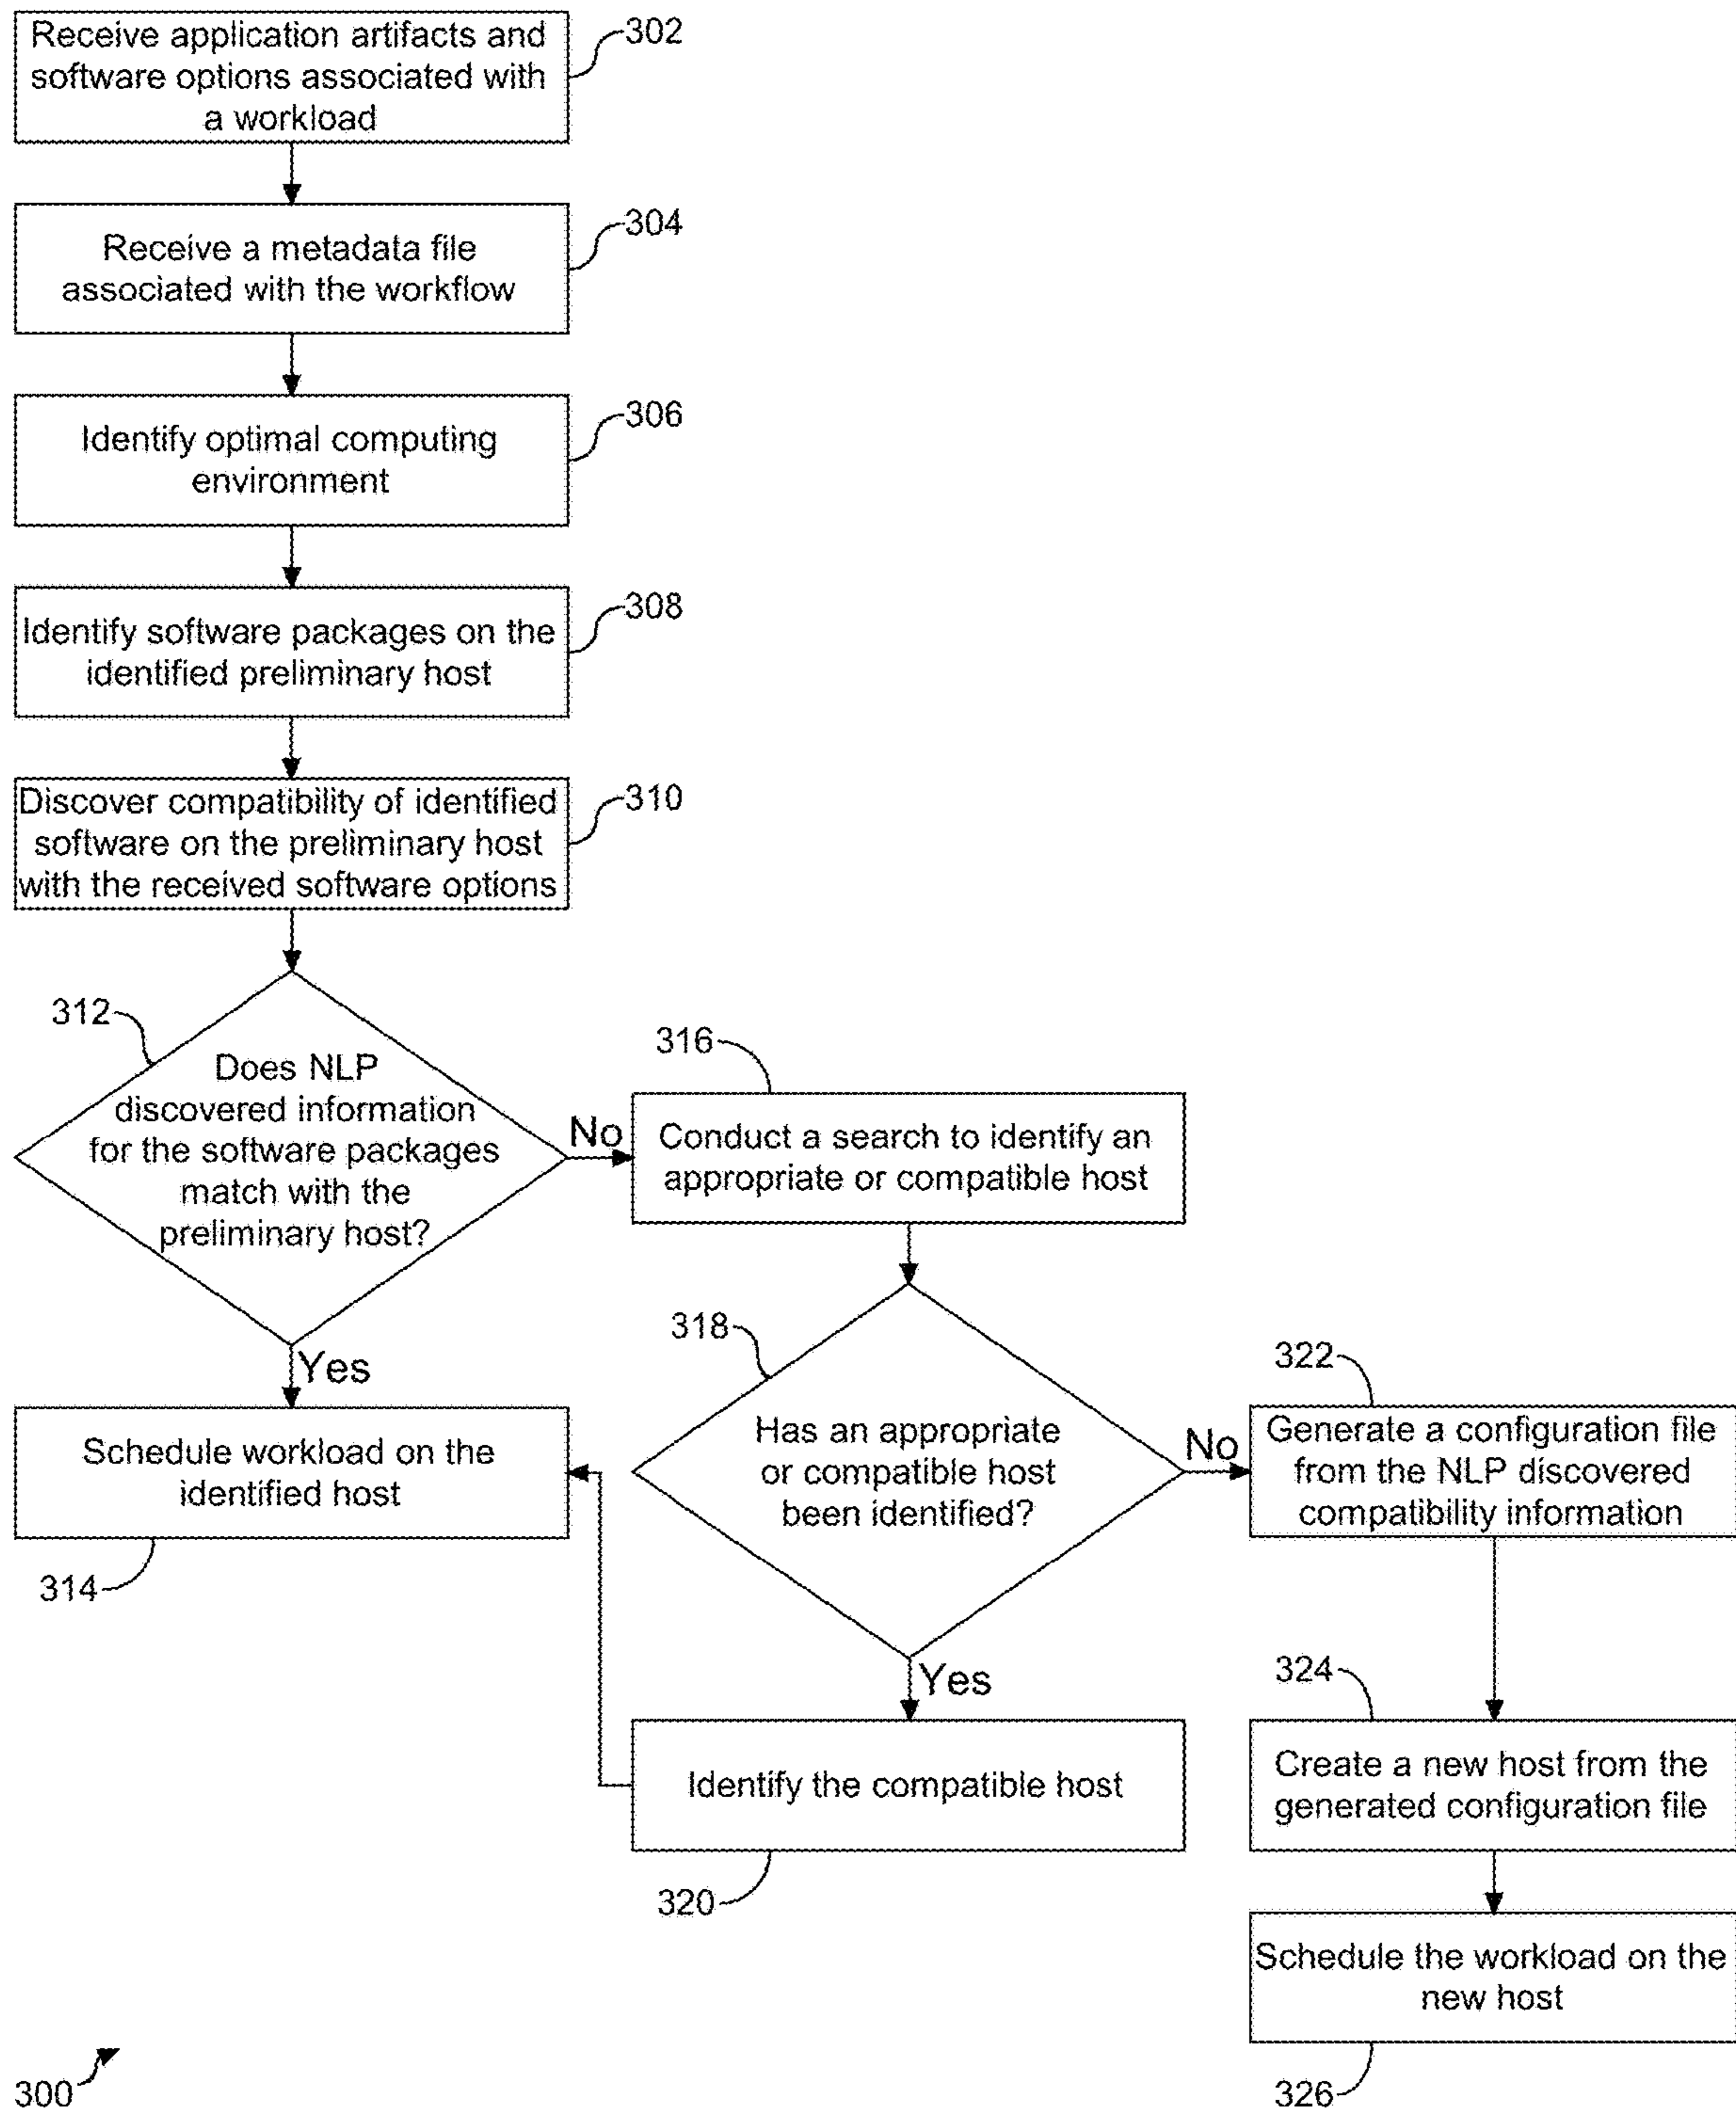 Receive application artifacts and
software options associated with
a workload
302
Receive a metadata file
associated with the workflow
304
Identify optimal computing
environment
306
Identify software packages on the
identified preliminary host
308
Discover compatibility of identified
software on the preliminary host
with the received software options
310
312
Does NLP
discovered information
for the software packages
match with the
preliminary host?
No
Yes
316
Conduct a search to identify an
appropriate or compatible host
318
Has an appropriate
or compatible host
been identified?
No
Yes
Schedule workload on the
identified host
314
322
Generate a configuration file
from the NLP discovered
compatibility information
324
Create a new host from the
generated configuration file
Identify the compatible host
320
Schedule the workload on the
new host
326
300